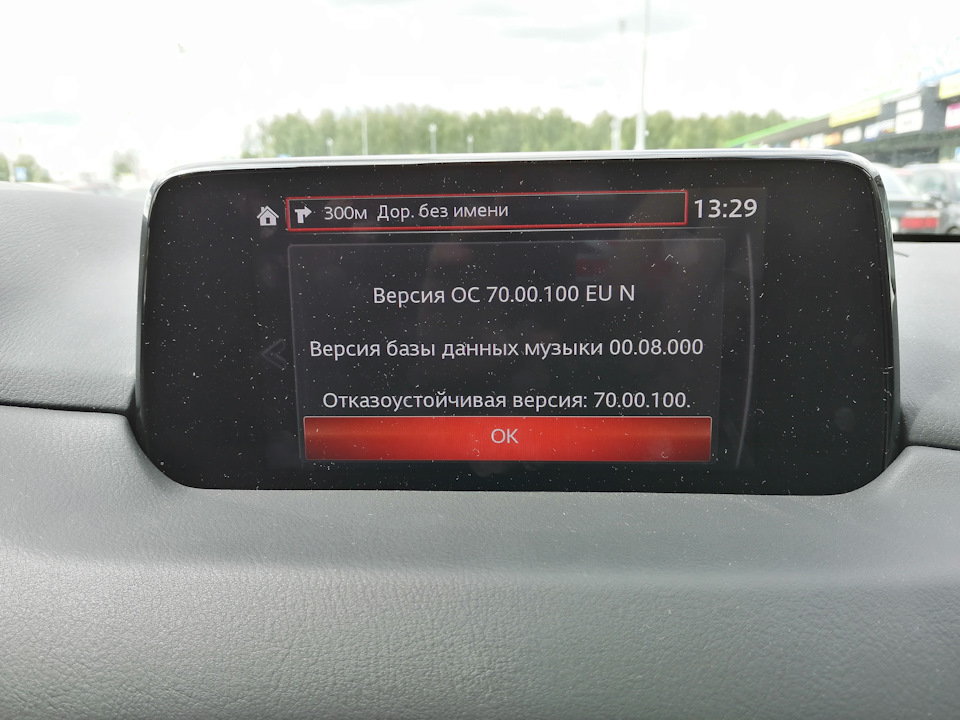 300м Дор. без имени
13:29
Версия ОС 70.00.100 EU N
Версия базы данных музыки 00.08.000
Отказоустойчивая версия: 70.00.100.
OK